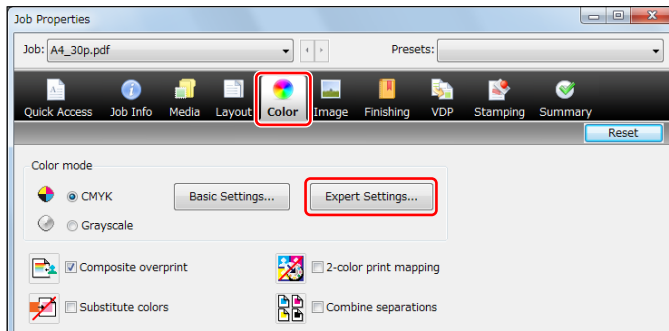 Job Properties
Job: A4_30p.pdf Presets:
Quick Access Job Info Media Layout Color Image Finishing VDP Stamping Summary
Reset
Color mode
CMYK Basic Settings... Expert Settings...
Grayscale
Composite overprint 2-color print mapping
Substitute colors Combine separations